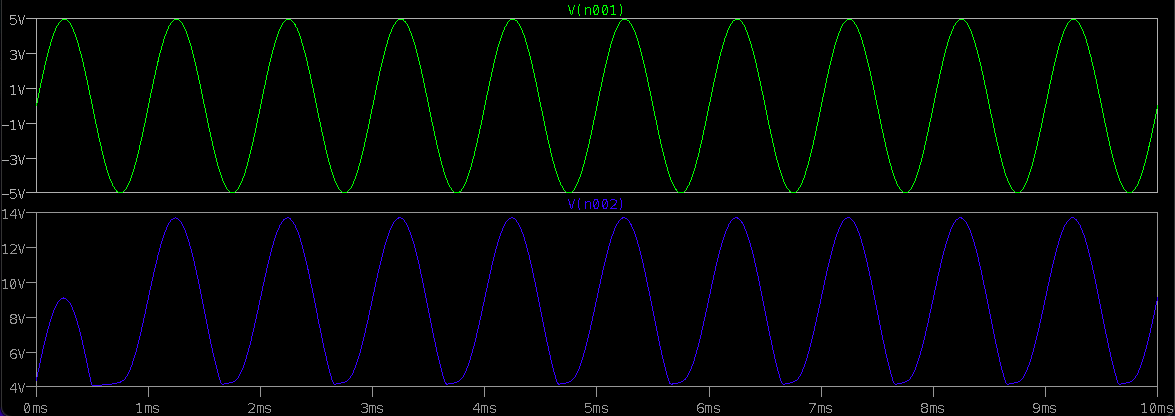 V(n001)
5V
3V
1V
-1V
-3V
-5V
V(n002)
14V
12V
10V
8V
6V
4V
0ms 1ms 2ms 3ms 4ms 5ms 6ms 7ms 8ms 9ms 10ms